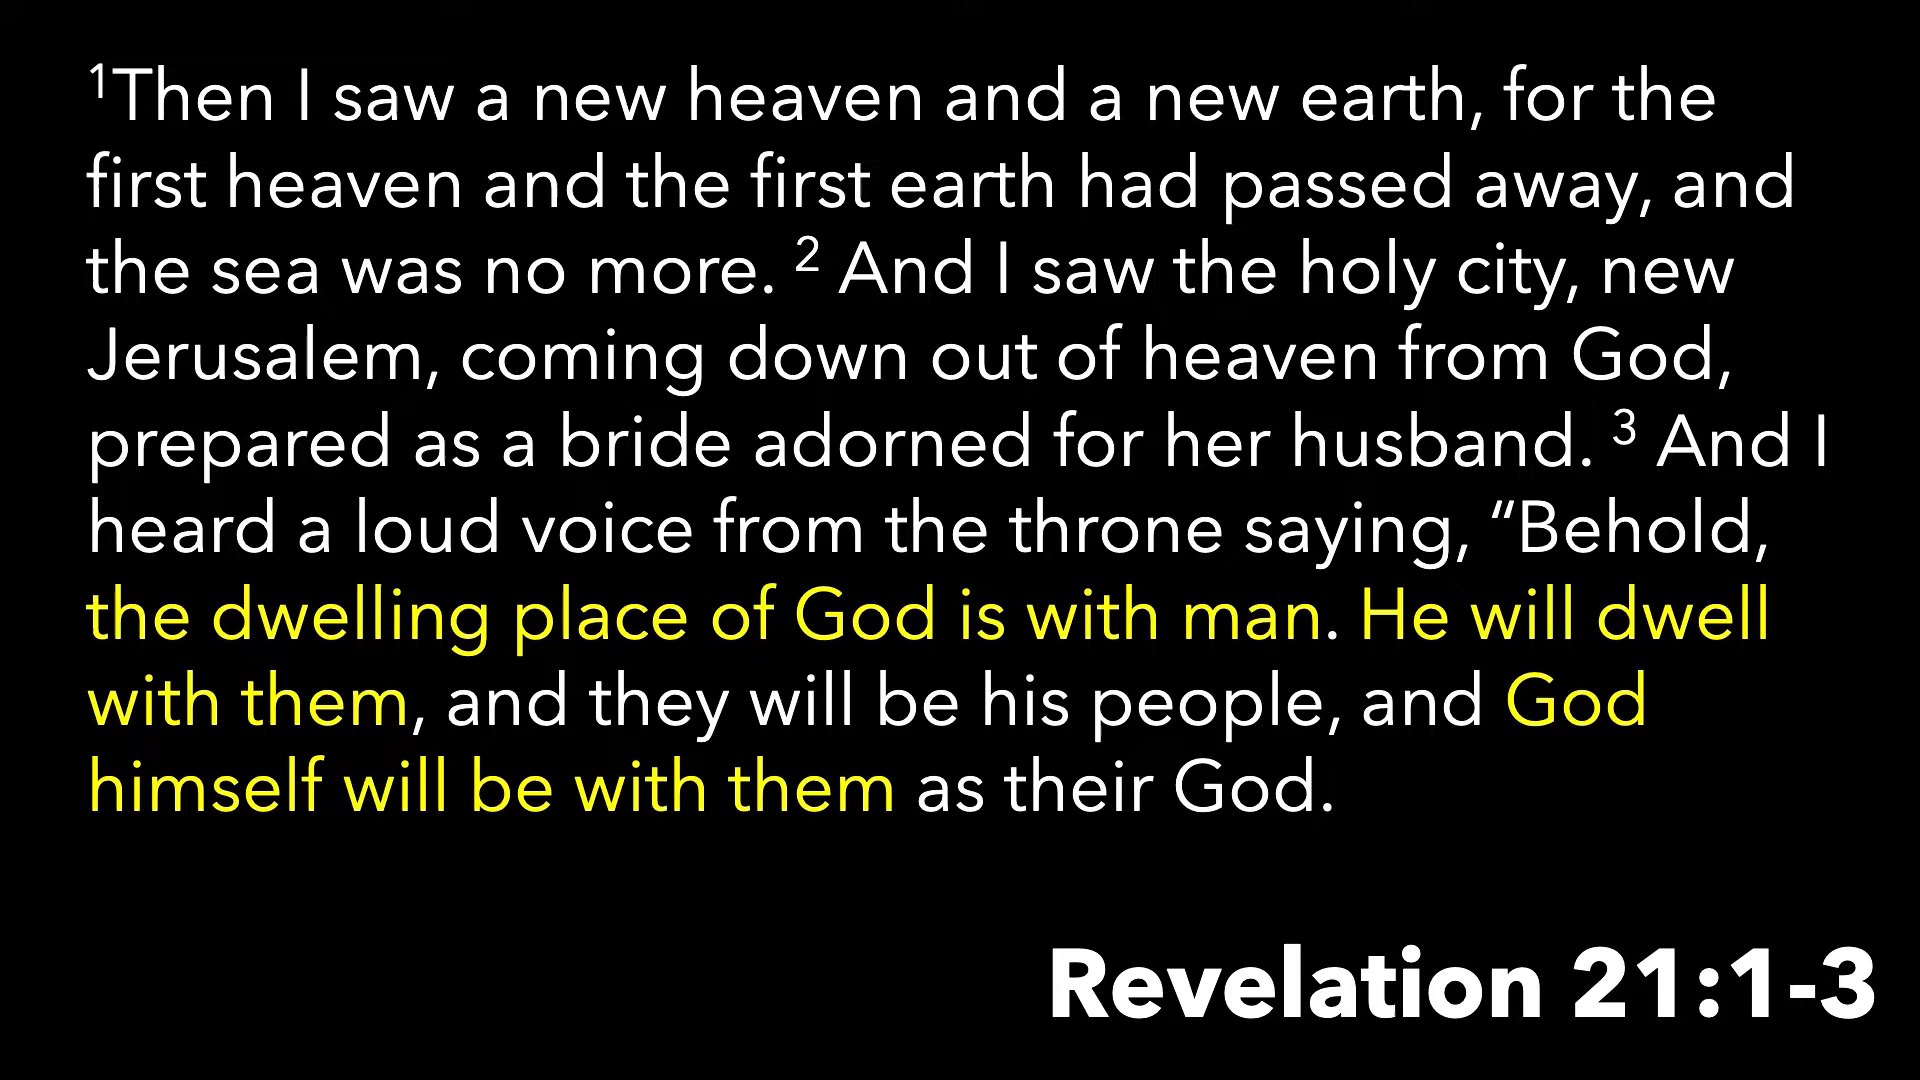 ¹Then I saw a new heaven and a new earth, for the
first heaven and the first earth had passed away, and
the sea was no more. ² And I saw the holy city, new
Jerusalem, coming down out of heaven from God,
prepared as a bride adorned for her husband. ³ And I
heard a loud voice from the throne saying, “Behold,
the dwelling place of God is with man. He will dwell
with them, and they will be his people, and God
himself will be with them as their God.
Revelation 21:1-3